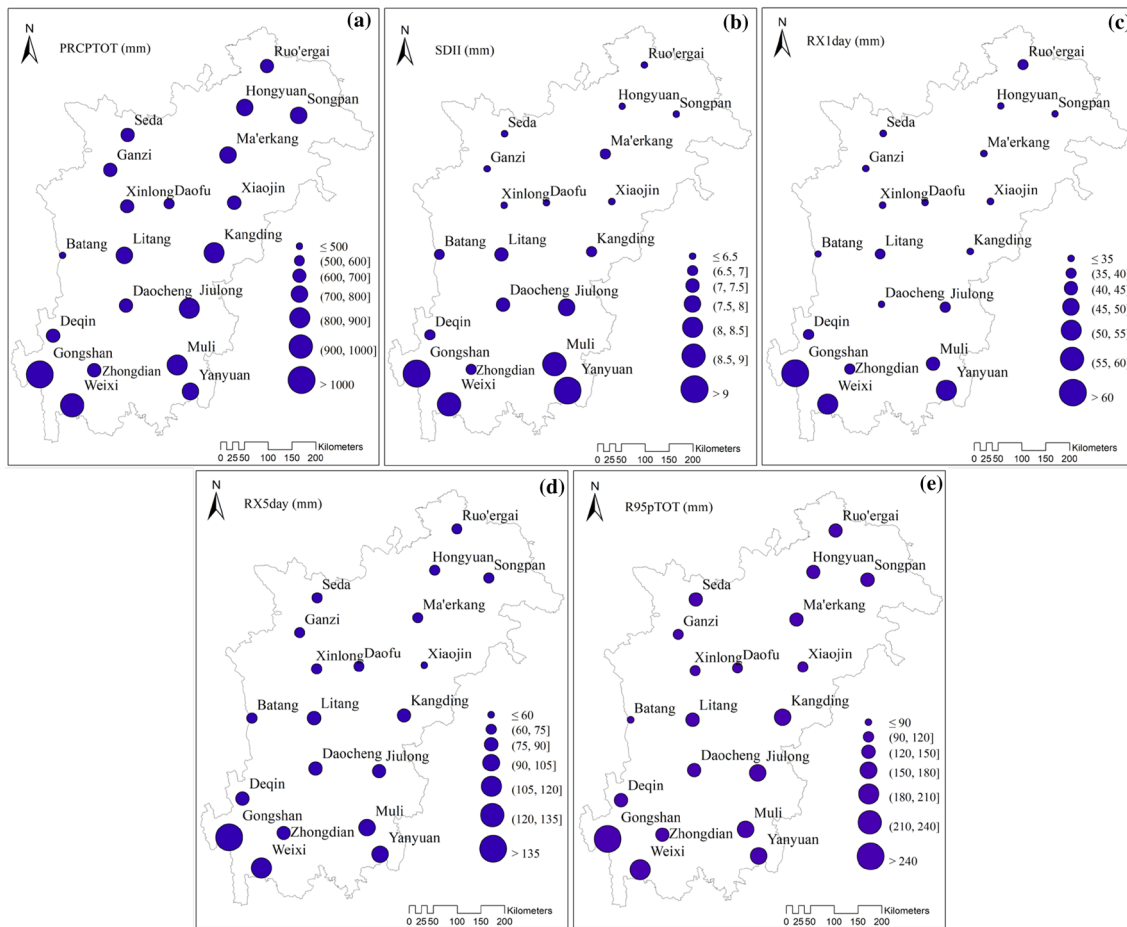 (a)
N
PRCPTOT (mm)
Ruo'ergai
Hongyuan
Songpan
Seda
Ma'erkang
Ganzi
Xinlong Daofu
Xiaojin
Kangding
Batang
Litang
≤ 500
(500, 600]
(600, 700]
(700, 800]
(800, 900]
(900, 1000]
> 1000
Daocheng Jiulong
Deqin
Gongshan
Muli
Zhongdian
Weixi
Yanyuan
Kilometers
0 2550 100 150 200
(b)
N
SDII (mm)
Ruo'ergai
Hongyuan
Songpan
Seda
Ma'erkang
Ganzi
Xinlong Daofu
Xiaojin
Batang
Litang
Kangding
≤ 6.5
(6.5, 7]
(7, 7.5]
(7.5, 8]
(8, 8.5]
(8.5, 9]
> 9
Daocheng Jiulong
Deqin
Gongshan
Muli
Zhongdian
Weixi
Yanyuan
Kilometers
0 2550 100 150 200
(c)
N
RX1day (mm)
Ruo'ergai
Hongyuan
Songpan
Seda
Ma'erkang
Ganzi
Xinlong Daofu
Xiaojin
Batang
Litang
Kangding
≤ 35
(35, 40]
(40, 45]
(45, 50]
(50, 55]
(55, 60]
> 60
Daocheng Jiulong
Deqin
Gongshan
Muli
Zhongdian
Weixi
Yanyuan
Kilometers
0 2550 100 150 200
(d)
N
RX5day (mm)
Ruo'ergai
Hongyuan
Songpan
Seda
Ma'erkang
Ganzi
Xinlong Daofu
Xiaojin
Batang
Litang
Kangding
≤ 60
(60, 75]
(75, 90]
(90, 105]
(105, 120]
(120, 135]
> 135
Daocheng Jiulong
Deqin
Gongshan
Muli
Zhongdian
Weixi
Yanyuan
Kilometers
0 2550 100 150 200
(e)
N
R95pTOT (mm)
Ruo'ergai
Hongyuan
Songpan
Seda
Ma'erkang
Ganzi
Xinlong Daofu
Xiaojin
Batang
Litang
Kangding
≤ 90
(90, 120]
(120, 150]
(150, 180]
(180, 210]
(210, 240]
> 240
Daocheng Jiulong
Deqin
Gongshan
Muli
Zhongdian
Weixi
Yanyuan
Kilometers
0 2550 100 150 200